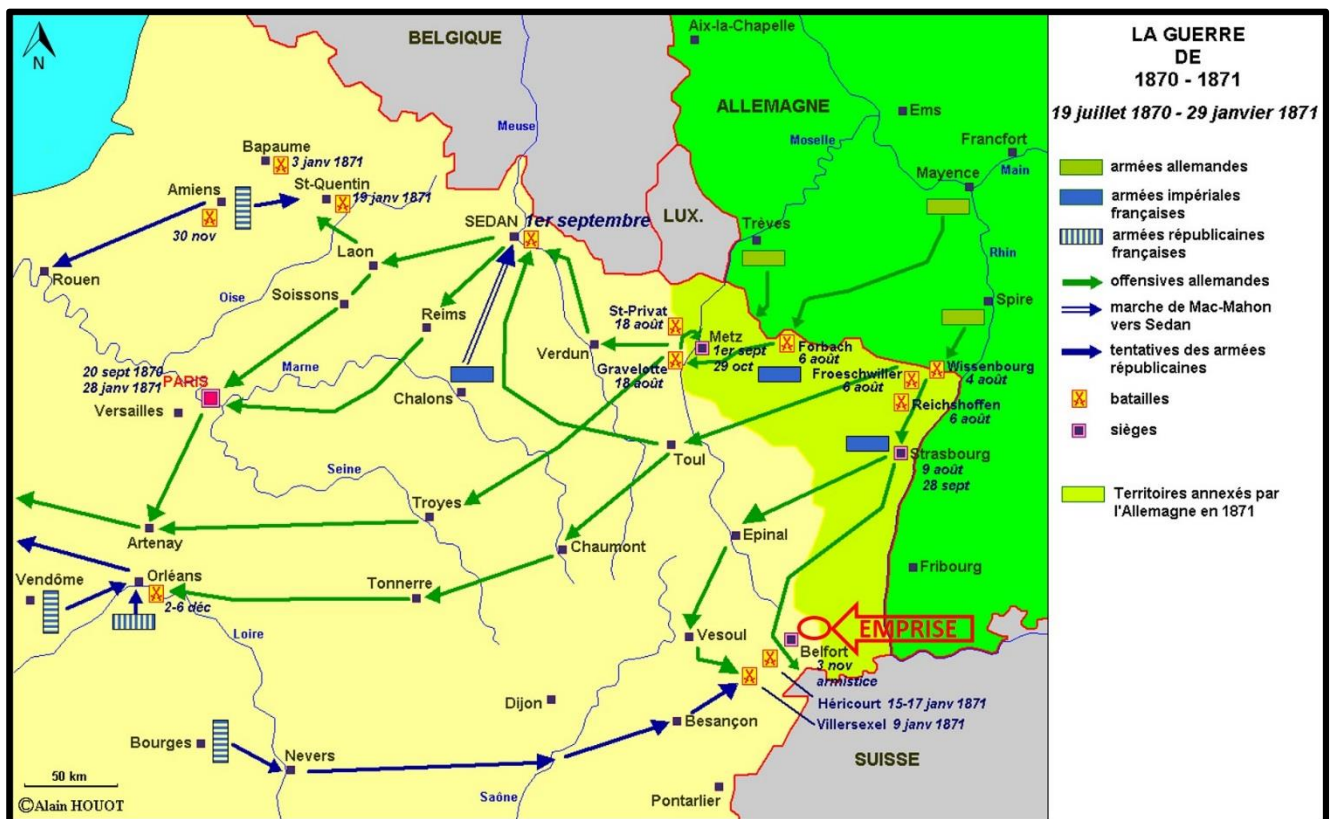 BELGIQUE
Aix-la-Chapelle
ALLEMAGNE
Ems
Francfort
Main
Mayence
Moselle
Meuse
N
Bapaume
3 janv 1871
St-Quentin
19 janv 1871
Amiens
30 nov
Rouen
Laon
Soissons
Oise
SEDAN
1er septembre
LUX.
Trèves
Rhin
Spire
Reims
Verdun
St-Privat
18 août
Metz
1er sept
29 oct
Gravelotte
18 août
Forbach
6 août
Froeschwiller
6 août
Wissenbourg
4 août
Reichshoffen
6 août
20 sept 1870
28 janv 1871
PARIS
Versailles
Marne
Chalons
Toul
Strasbourg
9 août
28 sept
Seine
Troyes
Artenay
Chaumont
Epinal
Fribourg
Vendôme
Orléans
2-6 déc
Tonnerre
Loire
Vesoul
Belfort
3 nov
armistice
EMPRISE
Héricourt 15-17 janv 1871
Villersexel 9 janv 1871
Dijon
Besançon
Bourges
Nevers
Saône
Pontarlier
SUISSE
50 km
©Alain HOUOT
LA GUERRE
DE
1870 - 1871
19 juillet 1870 - 29 janvier 1871
armées allemandes
armées impériales
françaises
armées républicaines
françaises
offensives allemandes
marche de Mac-Mahon
vers Sedan
tentatives des armées
républicaines
batailles
sièges
Territoires annexés par
l'Allemagne en 1871